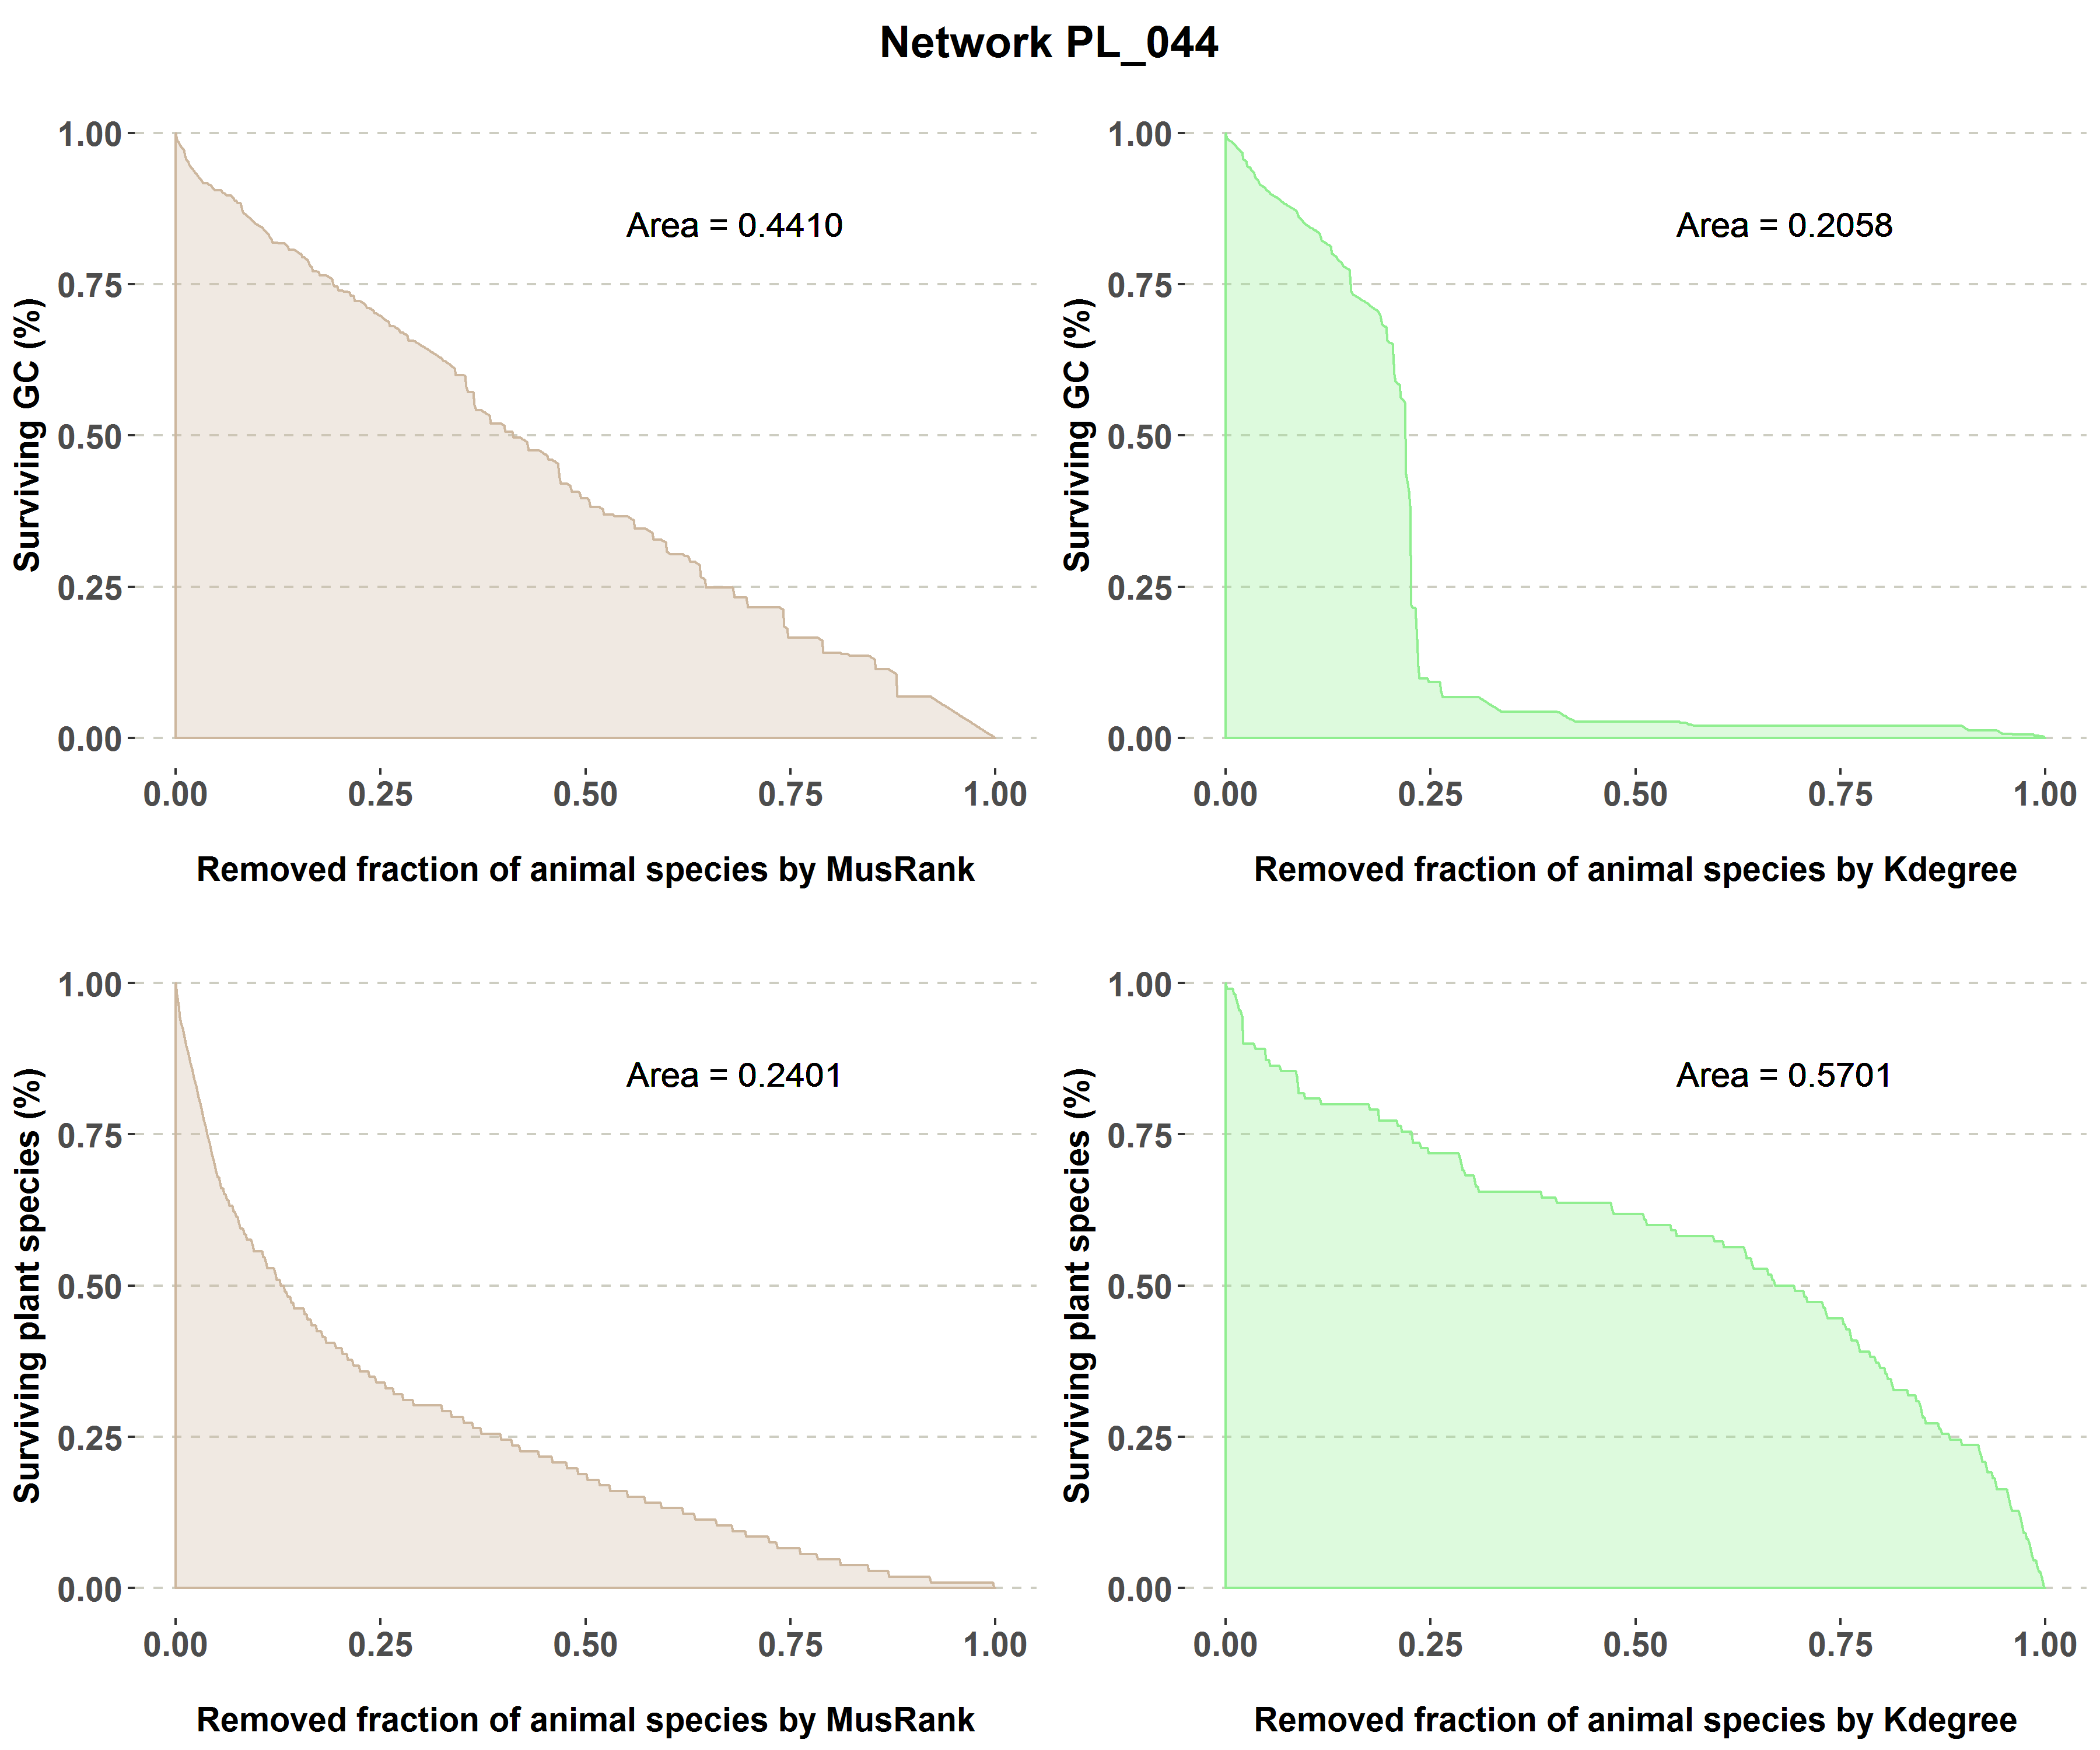 Network PL_044
Surviving GC (%)
1.00
0.75
0.50
0.25
0.00
Area = 0.4410
0.00 0.25 0.50 0.75 1.00
Removed fraction of animal species by MusRank
Surviving GC (%)
1.00
0.75
0.50
0.25
0.00
Area = 0.2058
0.00 0.25 0.50 0.75 1.00
Removed fraction of animal species by Kdegree
Surviving plant species (%)
1.00
0.75
0.50
0.25
0.00
Area = 0.2401
0.00 0.25 0.50 0.75 1.00
Removed fraction of animal species by MusRank
Surviving plant species (%)
1.00
0.75
0.50
0.25
0.00
Area = 0.5701
0.00 0.25 0.50 0.75 1.00
Removed fraction of animal species by Kdegree